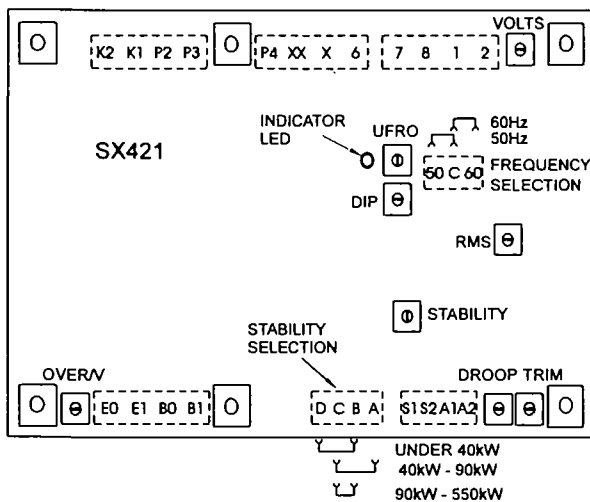 VOLTS
K2 K1 P2 P3
P4 XX X 6
7 8 1 2
SX421
INDICATOR
LED
UFRO
60Hz
50Hz
50 C 60
FREQUENCY
SELECTION
DIP
RMS
STABILITY
STABILITY
SELECTION
OVER/V
E0 E1 B0 B1
D C B A
S1 S2 A1 A2
DROOP TRIM
UNDER 40kW
40kW - 90kW
90kW - 550kW